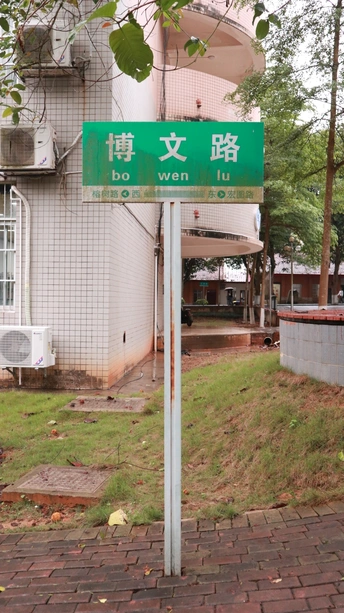 博文路
bo wen lu
西 东